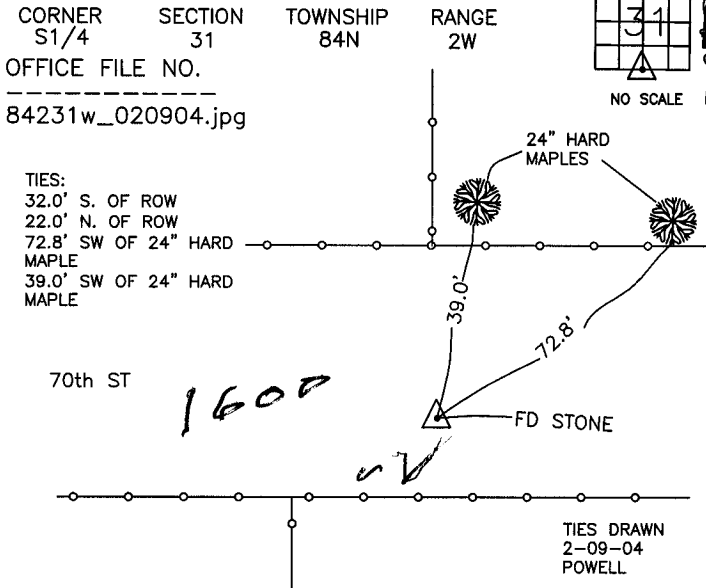 CORNER SECTION TOWNSHIP RANGE
S1/4 31 84N 2W
31
OFFICE FILE NO.
------------
84231w_020904.jpg
NO SCALE
24" HARD
MAPLES
TIES:
32.0' S. OF ROW
22.0' N. OF ROW
72.8' SW OF 24" HARD
MAPLE
39.0' SW OF 24" HARD
MAPLE
39.0'
72.8'
70th ST
1600
FD STONE
TIES DRAWN
2-09-04
POWELL